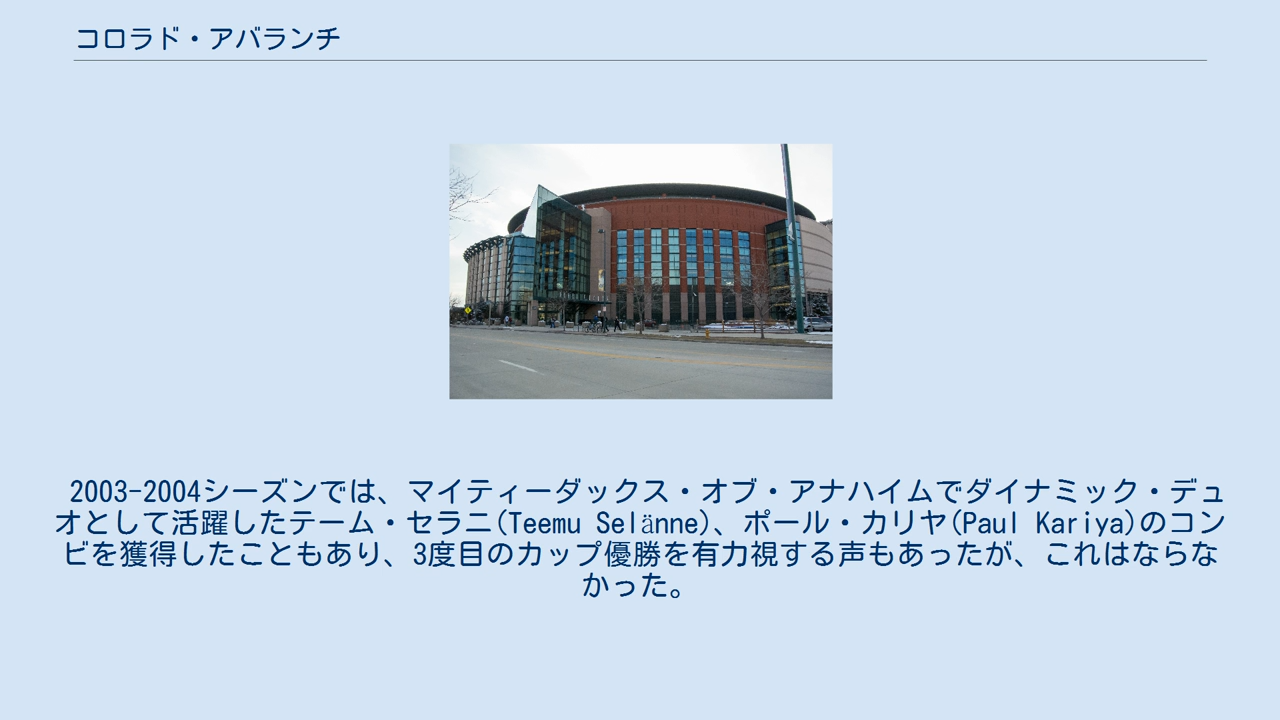 コロラド・アバランチ
2003-2004シーズンでは、マイティーダックス・オブ・アナハイムでダイナミック・デュ
オとして活躍したテーム・セラニ(Teemu Selänne)、ポール・カリヤ(Paul Kariya)のコン
ビを獲得したこともあり、3度目のカップ優勝を有力視する声もあったが、これはならな
かった。